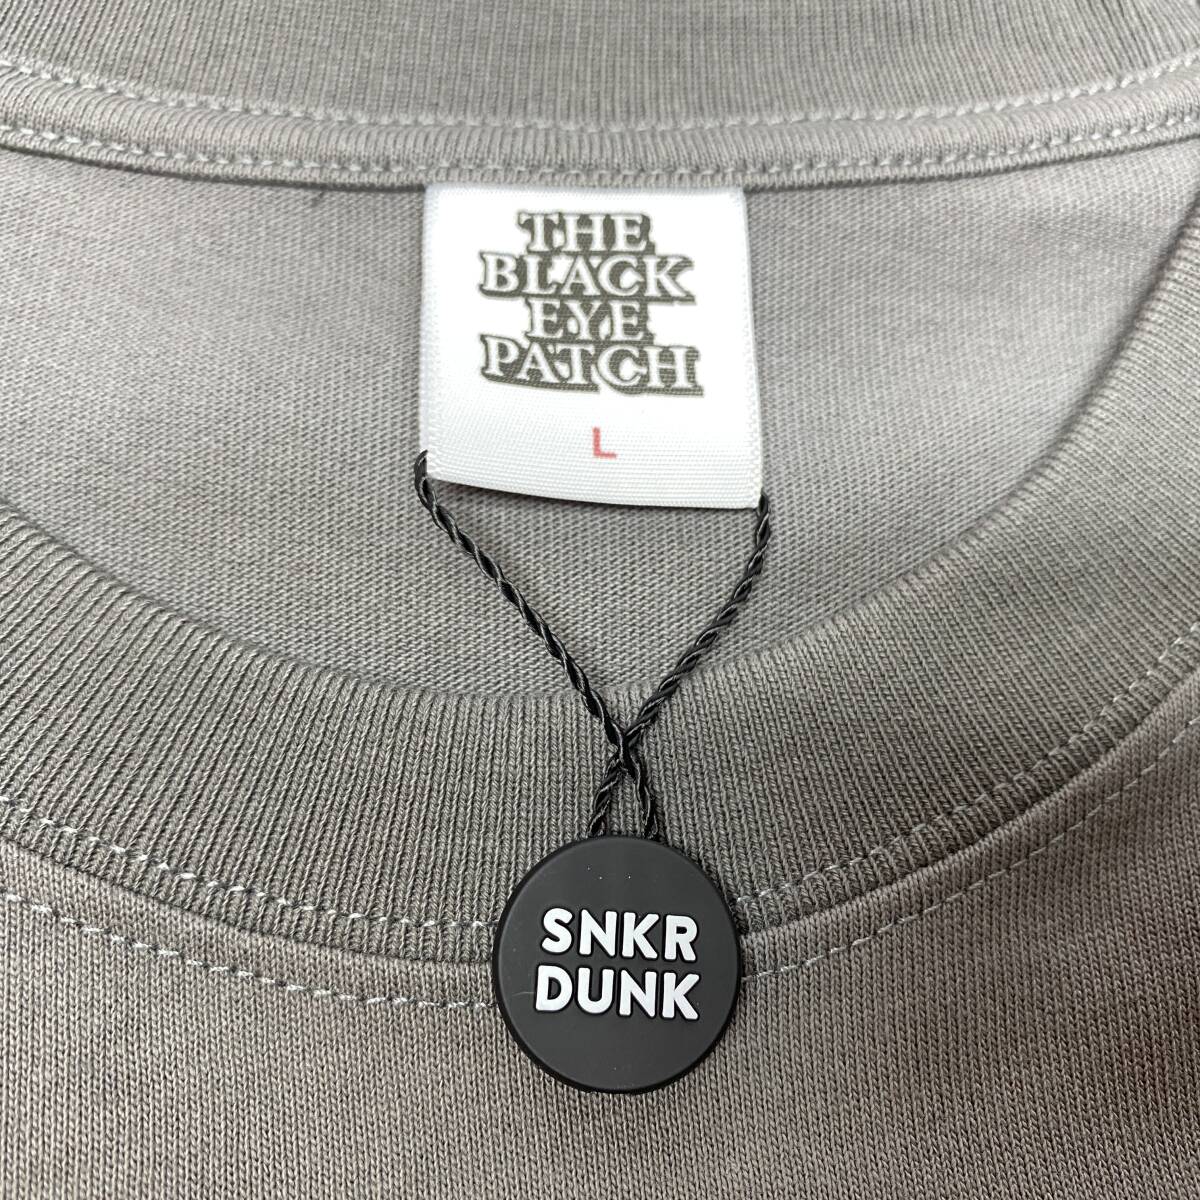 THE
BLACK
EYE
PATCH
L
SNKR
DUNK